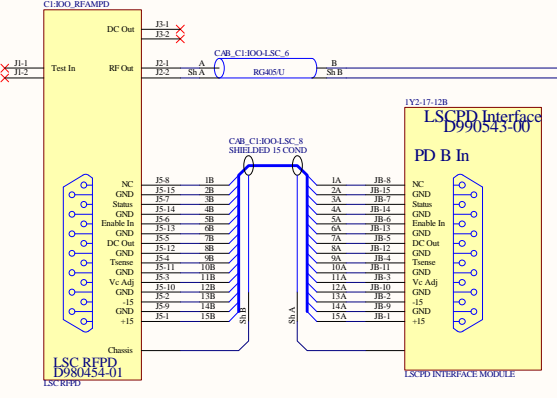 C1:IOO_RFAMPD
DC Out J3-1
J3-2
J1-1 Test In RF Out J2-1 A CAB_C1:IOO-LSC_6 B
J1-2 J2-2 Sh A RG405/U Sh B
1Y2-17-12B
LSCPD Interface
D990543-00
PD B In
CAB_C1:IOO-LSC_8
SHIELDED 15 COND
NC J5-8 1B 1A JB-8 NC
GND J5-15 2B 2A JB-15 GND
Status J5-7 3B 3A JB-7 Status
GND J5-14 4B 4A JB-14 GND
Enable In J5-6 5B 5A JB-6 Enable In
GND J5-13 6B 6A JB-13 GND
DC Out J5-5 7B 7A JB-5 DC Out
GND J5-12 8B 8A JB-12 GND
Tsense J5-4 9B 9A JB-4 Tsense
GND J5-11 10B 10A JB-11 GND
Vc Adj J5-3 11B 11A JB-3 Vc Adj
GND J5-10 12B 12A JB-10 GND
-15 J5-2 13B 13A JB-2 -15
GND J5-9 14B 14A JB-9 GND
+15 J5-1 15B 15A JB-1 +15
Sh B Sh A
Chassis
LSC RFPD
D980454-01
LSC RFPD
LSCPD INTERFACE MODULE